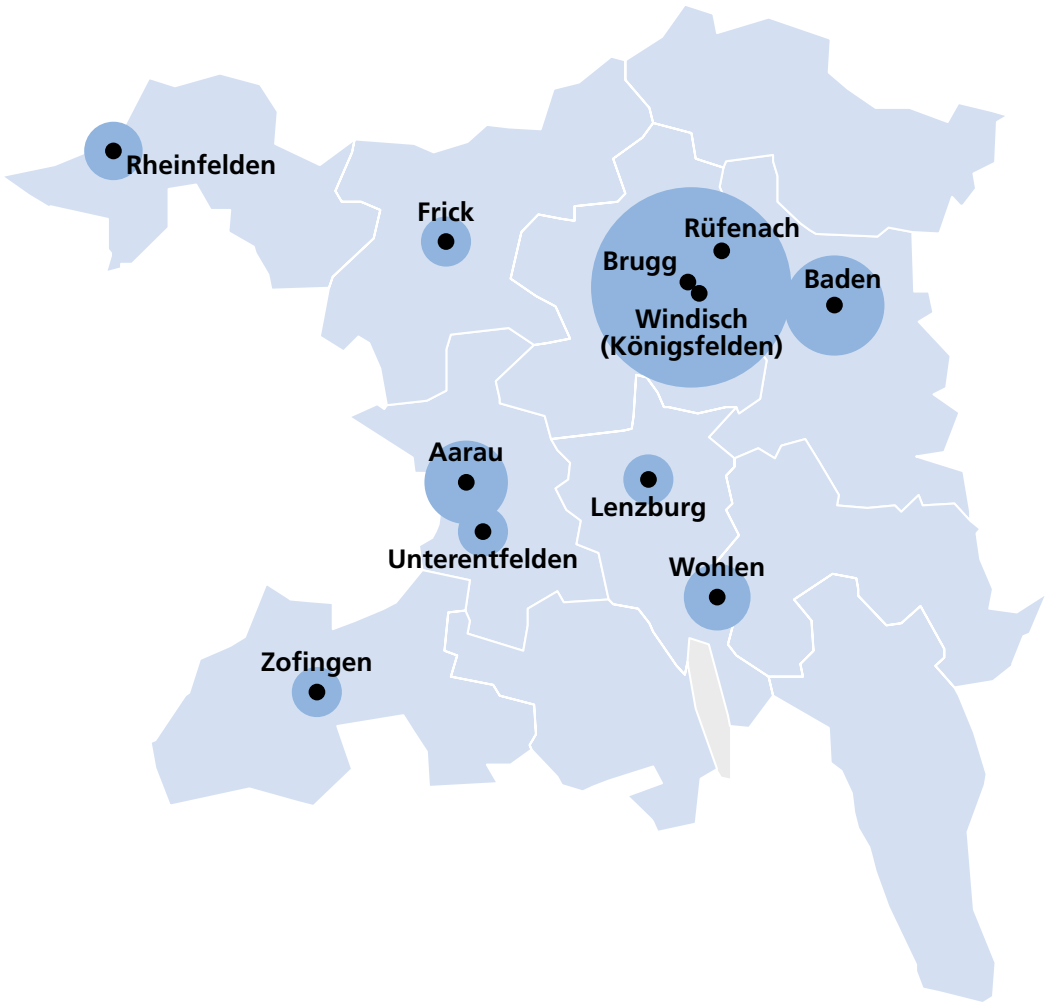 Rheinfelden
Frick
Rüfenach
Brugg
Baden
Windisch
(Königsfelden)
Aarau
Lenzburg
Unterentfelden
Wohlen
Zofingen